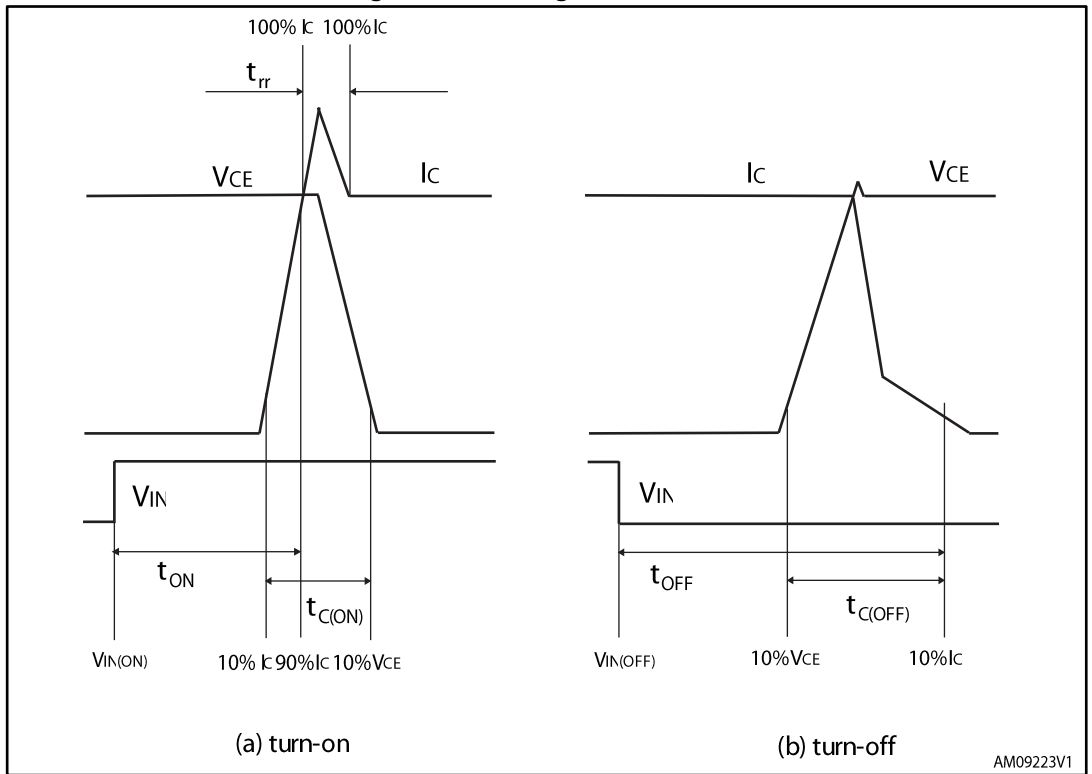 100% IC 100% IC
trr
VCE
IC
IC
VCE
VIN
VIN
tON
tC(ON)
tOFF
tC(OFF)
VIN(ON)
10% IC 90%IC 10%VCE
VIN(OFF)
10%VCE
10%IC
(a) turn-on
(b) turn-off
AM09223V1